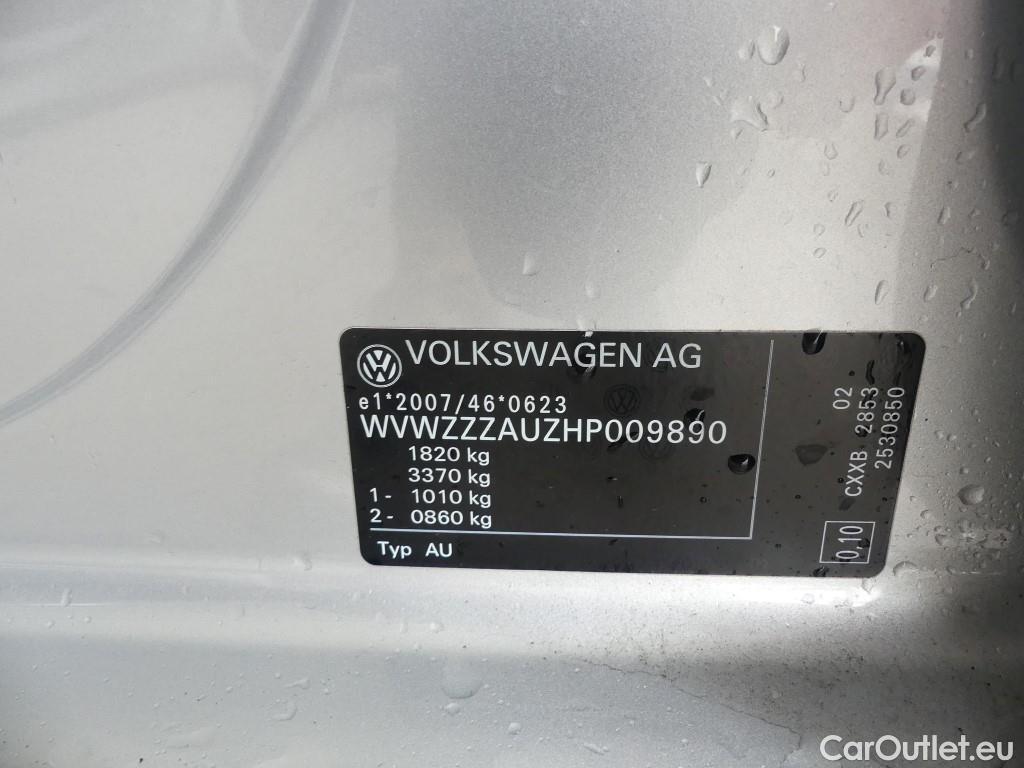 VOLKSWAGEN AG
e1*2007/46*0623
WVWZZZAUZHP009890
1820 kg
3370 kg
1- 1010 kg
2- 0860 kg
Typ AU
02
CXXB 2853
2530850
0,10
CarOutlet.eu